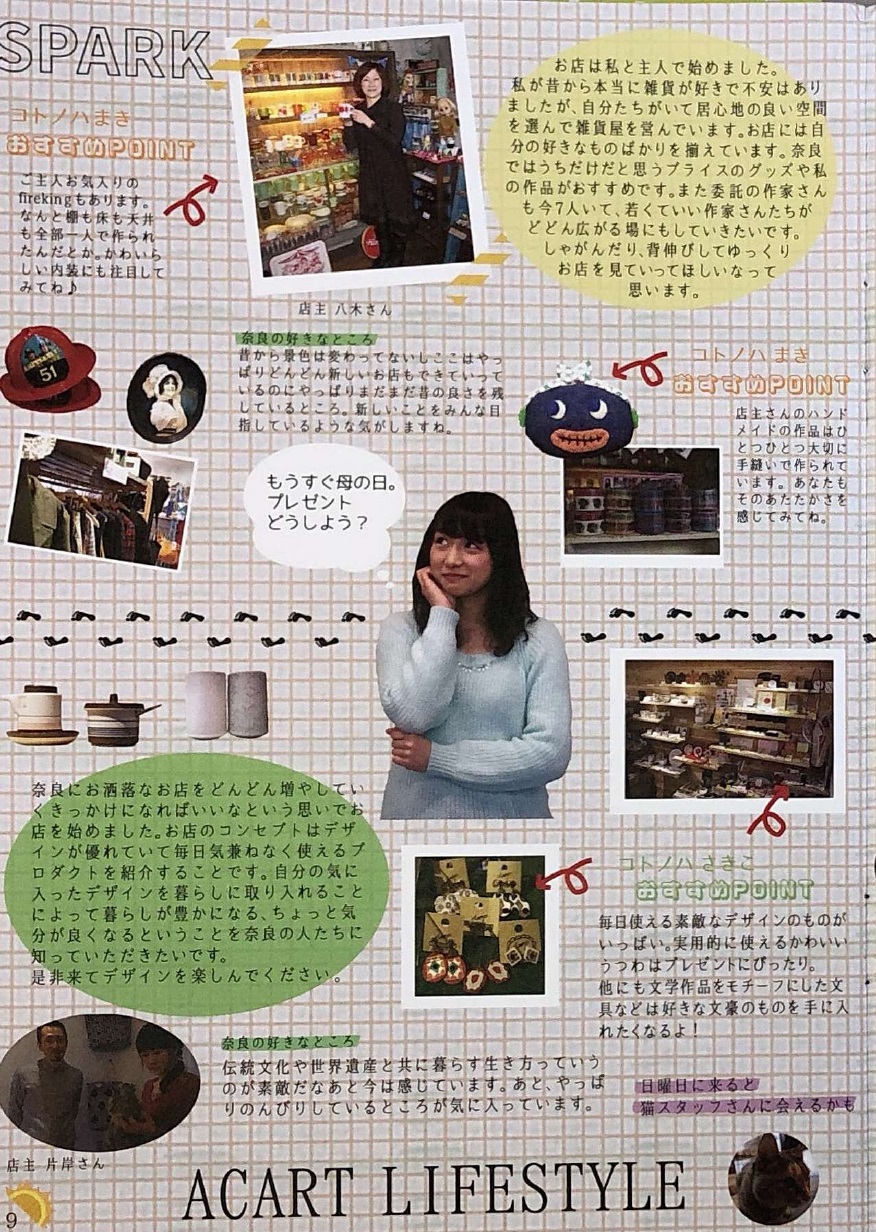 SPARK
コトノハ まき
おすすめPOINT
ご主人お気入りの
firekingもあります。
なんと棚も床も天井
も全部一人で作られ
たんだとか。かわいら
しい内装にも注目して
みてね♪
お店は私と主人で始めました。
私が昔から本当に雑貨が好きで不安はあり
ましたが、自分たちがいて居心地の良い空間
を選んで雑貨屋を営んでいます。お店には自
分の好きなものばかりを揃えています。奈良
ではうちだけだと思うブライスのグッズや私
の作品がおすすめです。また委託の作家さん
も今7人いて、若くていい作家さんたちが
どどん広がる場にもしていきたいです。
しゃがんだり、背伸びしてゆっくり
お店を見ていってほしいなって
思います。
店主 八木さん
奈良の好きなところ
昔から景色は変わってないしここはやっ
ぱりどんどん新しいお店もできていって
いるのにやっぱりまだまだ昔の良さを残
しているところ。新しいことをみんな目
指しているような気がしますね。
51
コトノハ まき
おすすめPOINT
店主さんのハンド
メイドの作品はひ
とつひとつ大切に
手縫いで作られて
います。あなたも
そのあたたかさを
感じてみてね。
もうすぐ母の日。
プレゼント
どうしよう？
奈良にお洒落なお店をどんどん増やしてい
くきっかけになればいいなという思いでお
店を始めました。お店のコンセプトはデザ
インが優れていて毎日気兼ねなく使えるプ
ロダクトを紹介することです。自分の気に
入ったデザインを暮らしに取り入れること
によって暮らしが豊かになる、ちょっと気
分が良くなるということを奈良の人たちに
知っていただきたいです。
是非来てデザインを楽しんでください。
コトノハ さきこ
おすすめPOINT
毎日使える素敵なデザインのものが
いっぱい。実用的に使えるかわいい
うつわはプレゼントにぴったり。
他にも文学作品をモチーフにした文
具などは好きな文豪のものを手に入
れたくなるよ！
奈良の好きなところ
伝統文化や世界遺産と共に暮らす生き方っていう
のが素敵だなあと今は感じています。あと、やっぱ
りのんびりしているところが気に入っています。
日曜日に来ると
猫スタッフさんに会えるかも
店主 片岸さん
ACART LIFESTYLE
9